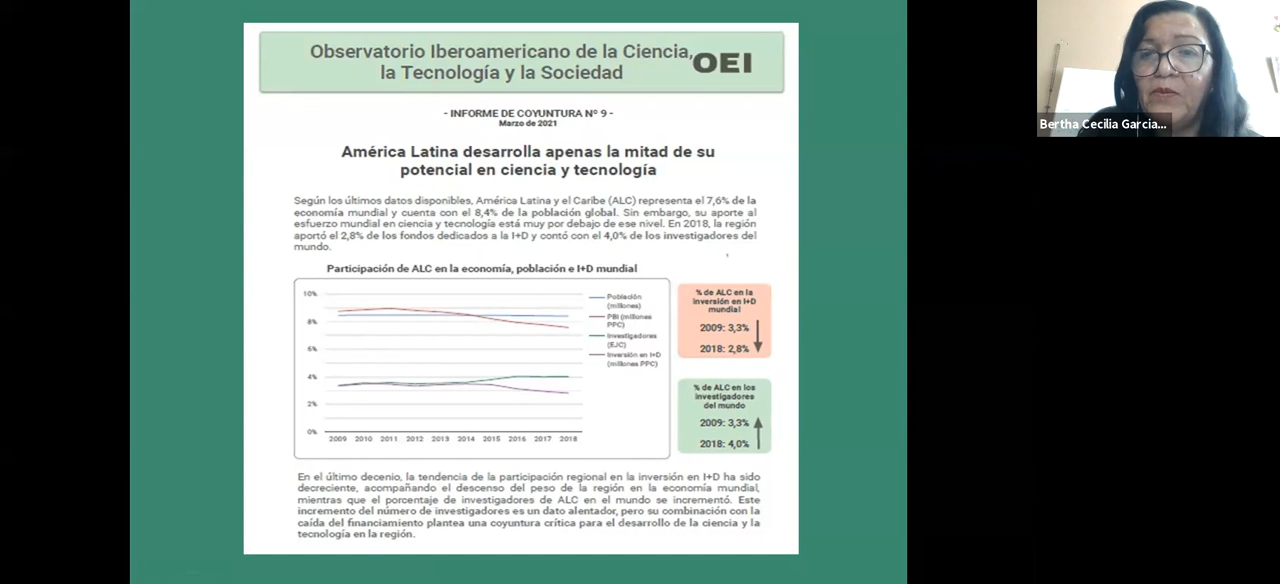 Observatorio Iberoamericano de la Ciencia,
la Tecnología y la Sociedad
OEI
- INFORME DE COYUNTURA Nº 9 -
Marzo de 2021
América Latina desarrolla apenas la mitad de su
potencial en ciencia y tecnología
Según los últimos datos disponibles, América Latina y el Caribe (ALC) representa el 7,6% de la
economía mundial y cuenta con el 8,4% de la población global. Sin embargo, su aporte al
esfuerzo mundial en ciencia y tecnología está muy por debajo de ese nivel. En 2018, la región
aportó el 2,8% de los fondos dedicados a la I+D y contó con el 4,0% de los investigadores del
mundo.
Participación de ALC en la economía, población e I+D mundial
10%
8%
6%
4%
2%
0%
2009 2010 2011 2012 2013 2014 2015 2016 2017 2018
Población
(millones)
PBI (millones
PPC)
Investigadores
(EJC)
Inversión en I+D
(millones PPC)
% de ALC en la
inversión en I+D
mundial
2009: 3,3%
2018: 2,8%
% de ALC en los
investigadores
del mundo
2009: 3,3%
2018: 4,0%
En el último decenio, la tendencia de la participación regional en la inversión en I+D ha sido
decreciente, acompañando el descenso del peso de la región en la economía mundial,
mientras que el porcentaje de investigadores de ALC en el mundo se incrementó. Este
incremento del número de investigadores es un dato alentador, pero su combinación con la
caída del financiamiento plantea una coyuntura crítica para el desarrollo de la ciencia y la
tecnología en la región.
Bertha Cecilia Garcia...